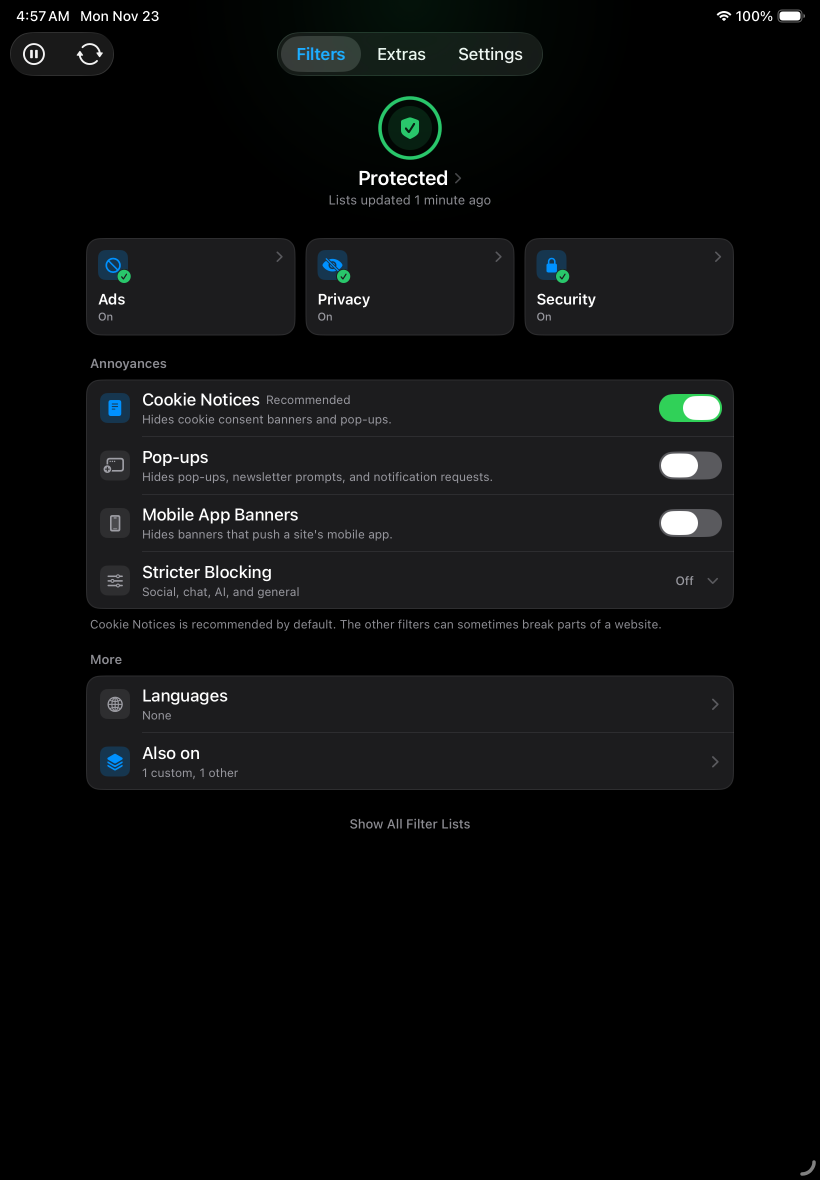 4:57 AM Mon Nov 23
100%
Filters Extras Settings
Protected
Lists updated 1 minute ago
Ads
On
Privacy
On
Security
On
Annoyances
Cookie Notices Recommended
Hides cookie consent banners and pop-ups.
Pop-ups
Hides pop-ups, newsletter prompts, and notification requests.
Mobile App Banners
Hides banners that push a site's mobile app.
Stricter Blocking
Social, chat, AI, and general
Off
Cookie Notices is recommended by default. The other filters can sometimes break parts of a website.
More
Languages
None
Also on
1 custom, 1 other
Show All Filter Lists